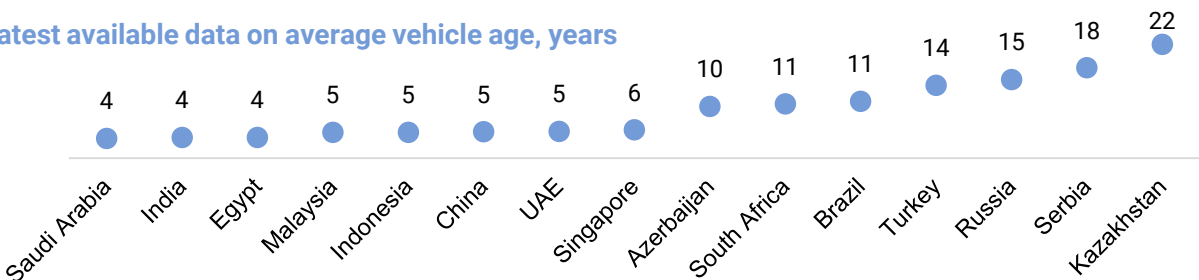 atest available data on average vehicle age, years
4 4 4 5 5 5 5 6 10 11 11 14 15 18 22
Saudi Arabia India Egypt Malaysia Indonesia China UAE Singapore Azerbaijan South Africa Brazil Turkey Russia Serbia Kazakhstan